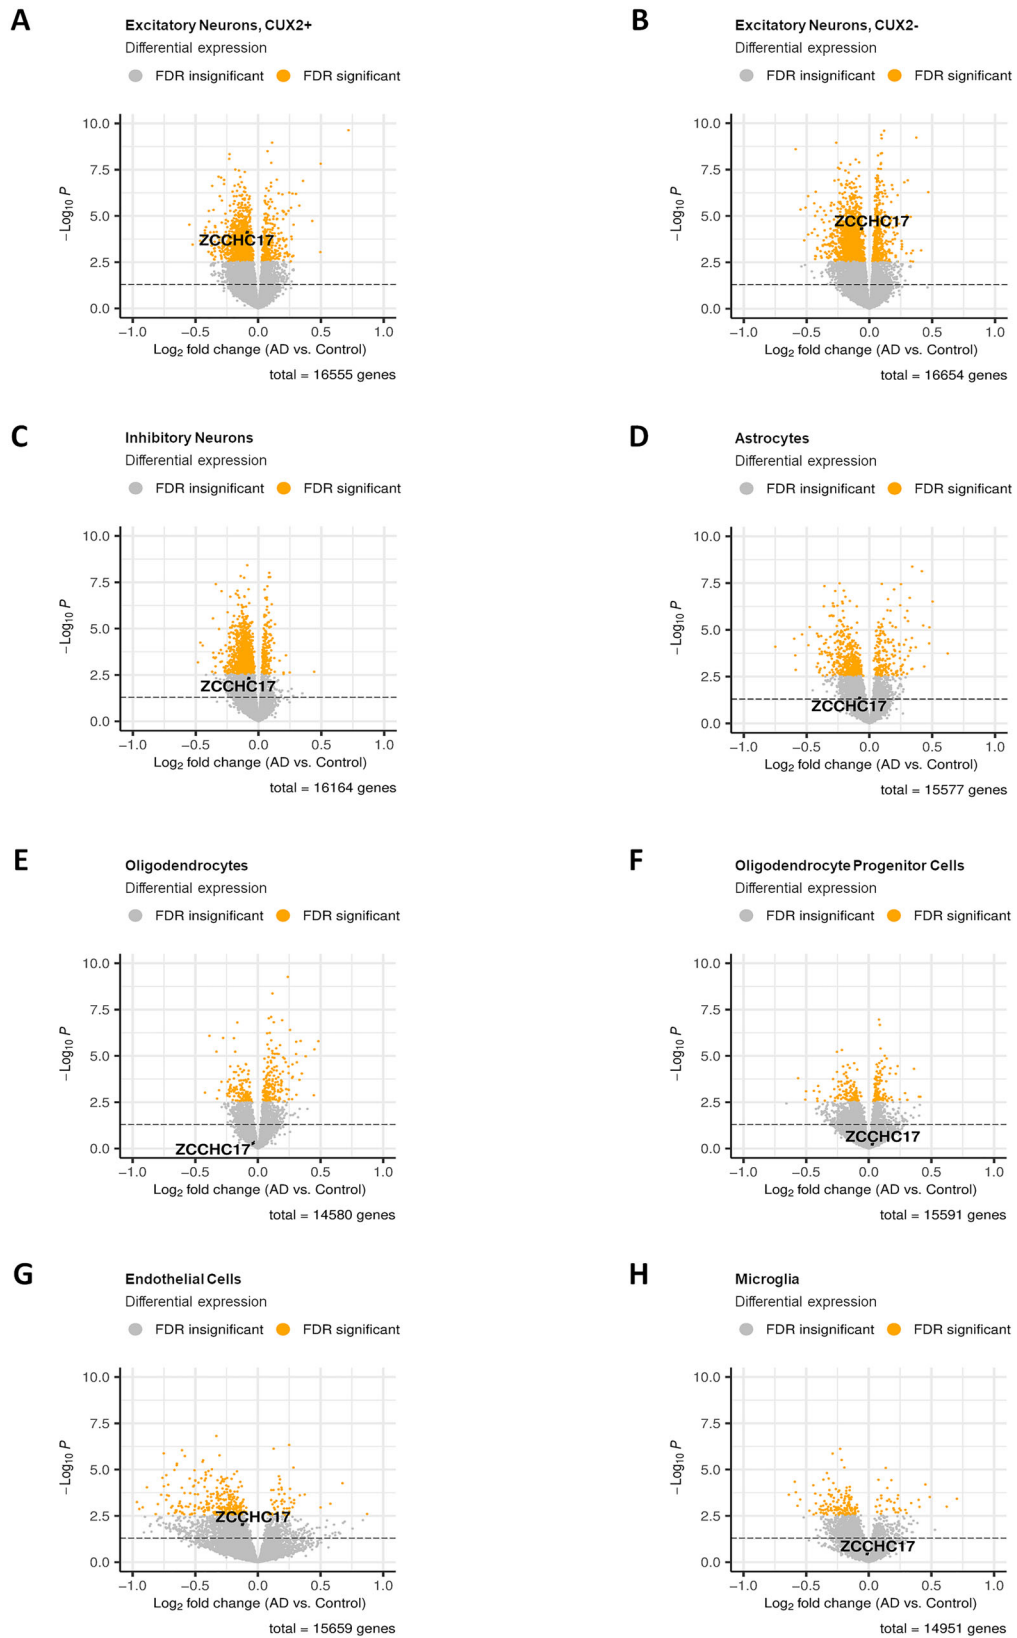 A
Excitatory Neurons, CUX2+
Differential expression
FDR insignificant FDR significant
10.0
7.5
5.0
2.5
0.0
−Log10 P
ZCCHC17
−1.0 −0.5 0.0 0.5 1.0
Log2 fold change (AD vs. Control)
total = 16555 genes
B
Excitatory Neurons, CUX2-
Differential expression
FDR insignificant FDR significant
10.0
7.5
5.0
2.5
0.0
−Log10 P
ZCCHC17
−1.0 −0.5 0.0 0.5 1.0
Log2 fold change (AD vs. Control)
total = 16654 genes
C
Inhibitory Neurons
Differential expression
FDR insignificant FDR significant
10.0
7.5
5.0
2.5
0.0
−Log10 P
ZCCHC17
−1.0 −0.5 0.0 0.5 1.0
Log2 fold change (AD vs. Control)
total = 16164 genes
D
Astrocytes
Differential expression
FDR insignificant FDR significant
10.0
7.5
5.0
2.5
0.0
−Log10 P
ZCCHC17
−1.0 −0.5 0.0 0.5 1.0
Log2 fold change (AD vs. Control)
total = 15577 genes
E
Oligodendrocytes
Differential expression
FDR insignificant FDR significant
10.0
7.5
5.0
2.5
0.0
−Log10 P
ZCCHC17
−1.0 −0.5 0.0 0.5 1.0
Log2 fold change (AD vs. Control)
total = 14580 genes
F
Oligodendrocyte Progenitor Cells
Differential expression
FDR insignificant FDR significant
10.0
7.5
5.0
2.5
0.0
−Log10 P
ZCCHC17
−1.0 −0.5 0.0 0.5 1.0
Log2 fold change (AD vs. Control)
total = 15591 genes
G
Endothelial Cells
Differential expression
FDR insignificant FDR significant
10.0
7.5
5.0
2.5
0.0
−Log10 P
ZCCHC17
−1.0 −0.5 0.0 0.5 1.0
Log2 fold change (AD vs. Control)
total = 15659 genes
H
Microglia
Differential expression
FDR insignificant FDR significant
10.0
7.5
5.0
2.5
0.0
−Log10 P
ZCCHC17
−1.0 −0.5 0.0 0.5 1.0
Log2 fold change (AD vs. Control)
total = 14951 genes